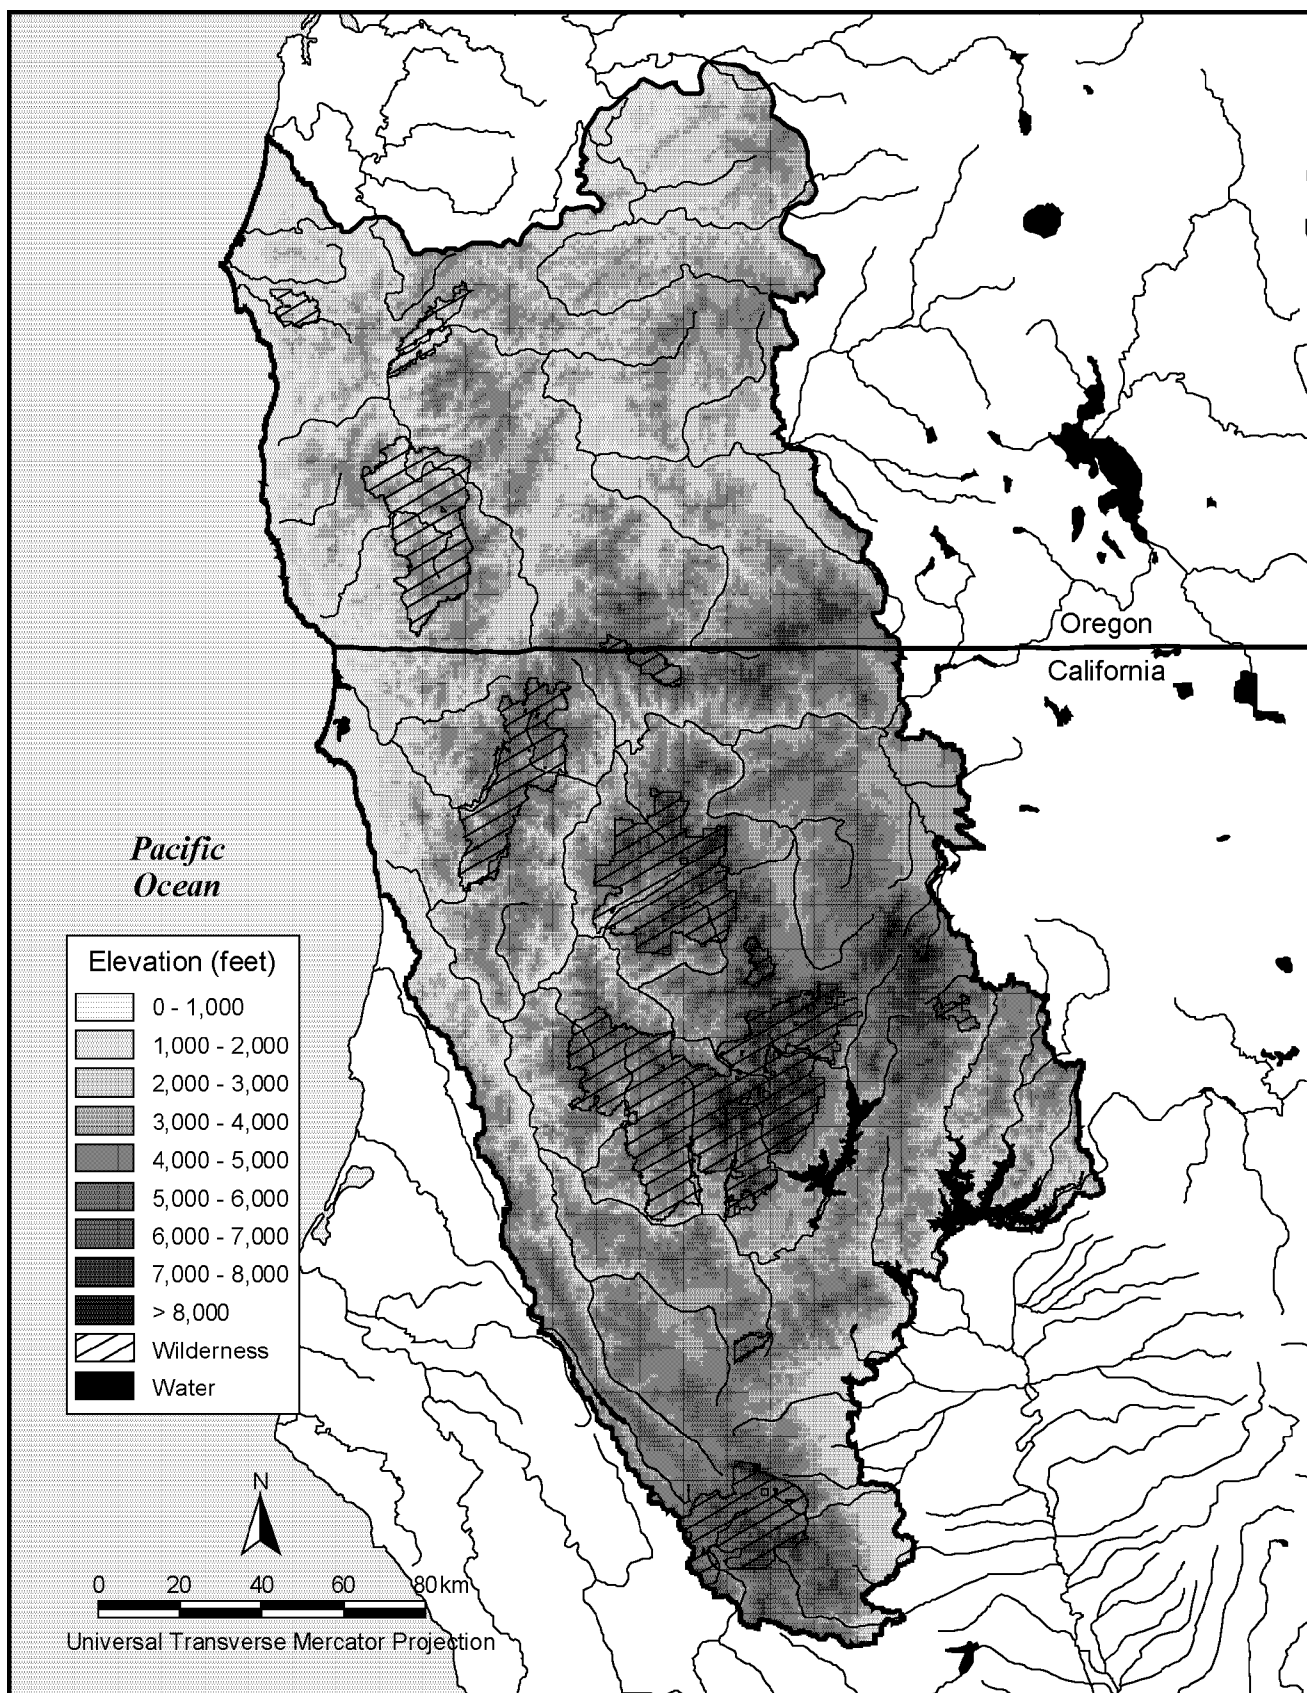 Oregon
California
Pacific
Ocean
Elevation (feet)
0 - 1,000
1,000 - 2,000
2,000 - 3,000
3,000 - 4,000
4,000 - 5,000
5,000 - 6,000
6,000 - 7,000
7,000 - 8,000
> 8,000
Wilderness
Water
N
0 20 40 60 80 km
Universal Transverse Mercator Projection